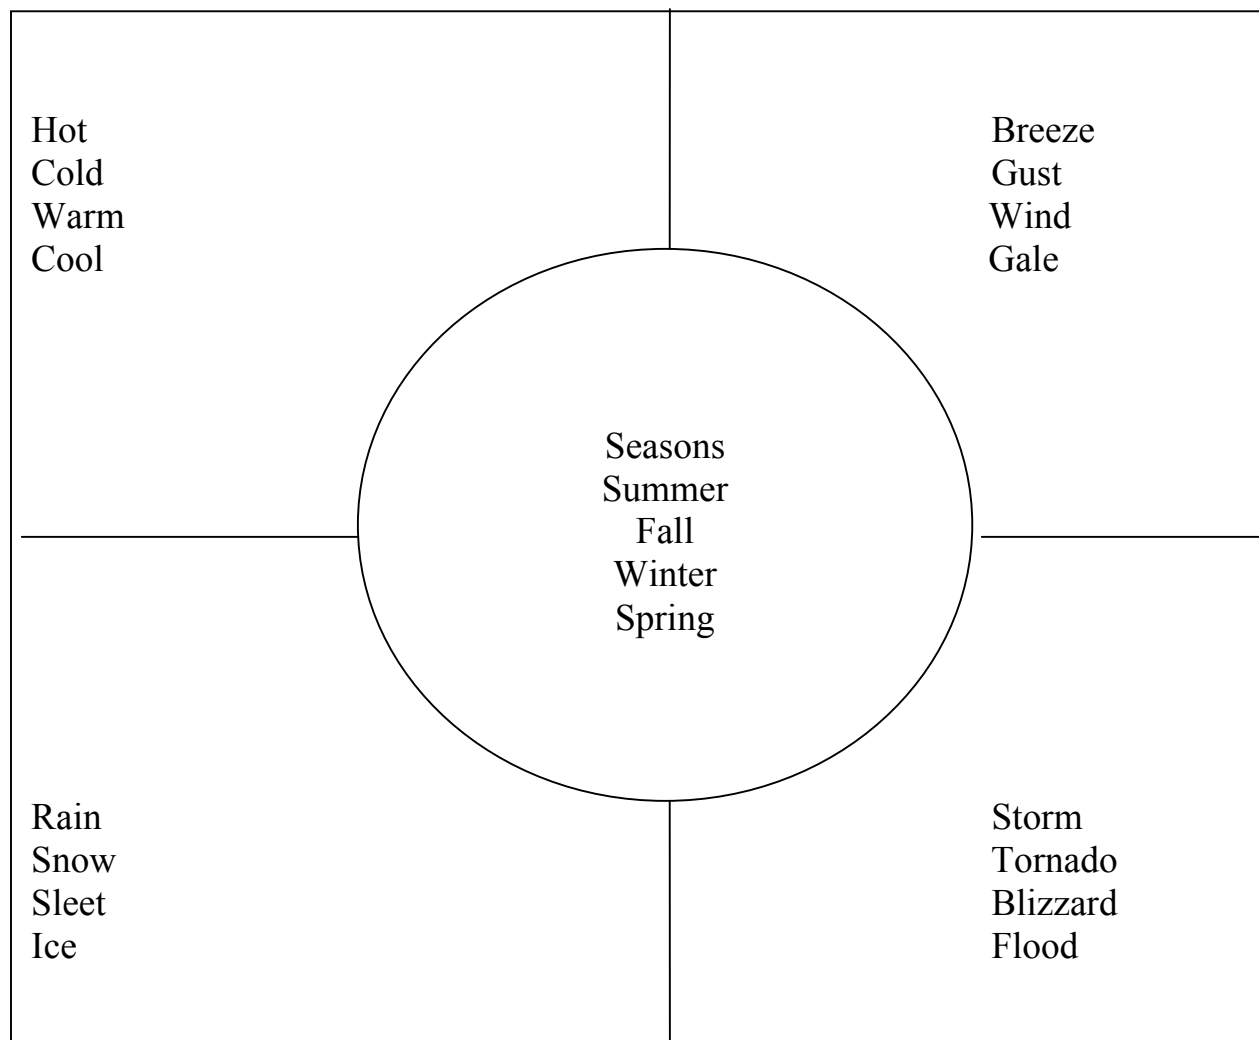 Hot
Cold
Warm
Cool
Breeze
Gust
Wind
Gale
Seasons
Summer
Fall
Winter
Spring
Rain
Snow
Sleet
Ice
Storm
Tornado
Blizzard
Flood